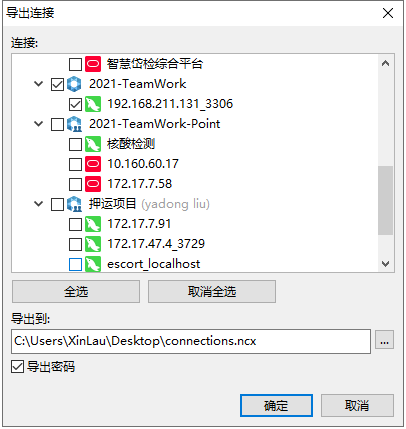 导出连接
连接:
智慧岱检综合平台
2021-TeamWork
192.168.211.131_3306
2021-TeamWork-Point
核酸检测
10.160.60.17
172.17.7.58
押运项目 (yadong liu)
172.17.7.91
172.17.47.4_3729
escort_localhost
全选 取消全选
导出到:
C:\Users\XinLau\Desktop\connections.ncx ...
导出密码
确定 取消